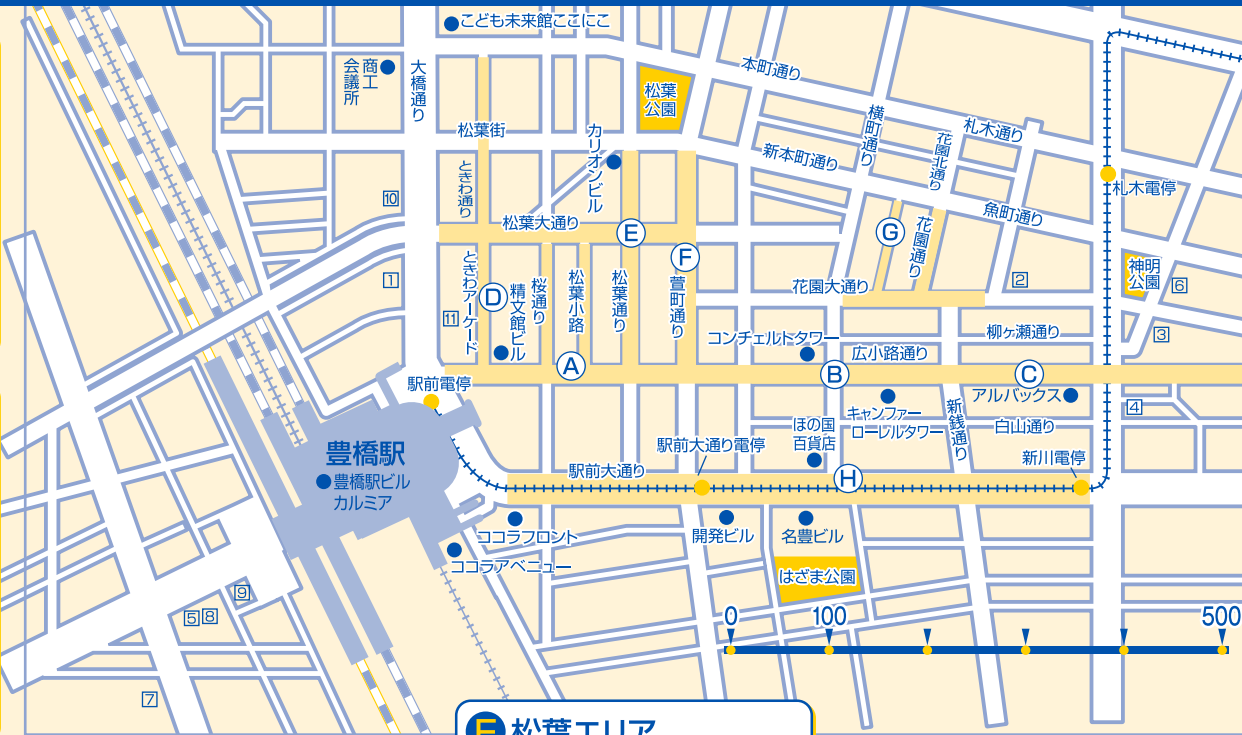 こども未来館ここにこ
商工
会議所
大橋通り
松葉
公園
本町通り
松葉街
カリオンビル
横町通り
札木通り
花園北通り
新本町通り
札木電停
ときわ通り
10
松葉大通り
E
G
花園通り
魚町通り
F
神明
公園
1
ときわアーケード
D
精文館ビル
桜通り
松葉小路
松葉通り
萱町通り
花園大通り
2
6
11
コンチェルトタワー
柳ヶ瀬通り
3
広小路通り
A
B
C
駅前電停
アルバックス
キャンファー
ローレルタワー
新銭通り
4
ほの国
百貨店
白山通り
豊橋駅
駅前大通り電停
新川電停
豊橋駅ビル
カルミア
駅前大通り
H
ココラフロント
開発ビル
名豊ビル
ココラアベニュー
はざま公園
9
5
8
0
100
500
7
E 松葉エリア